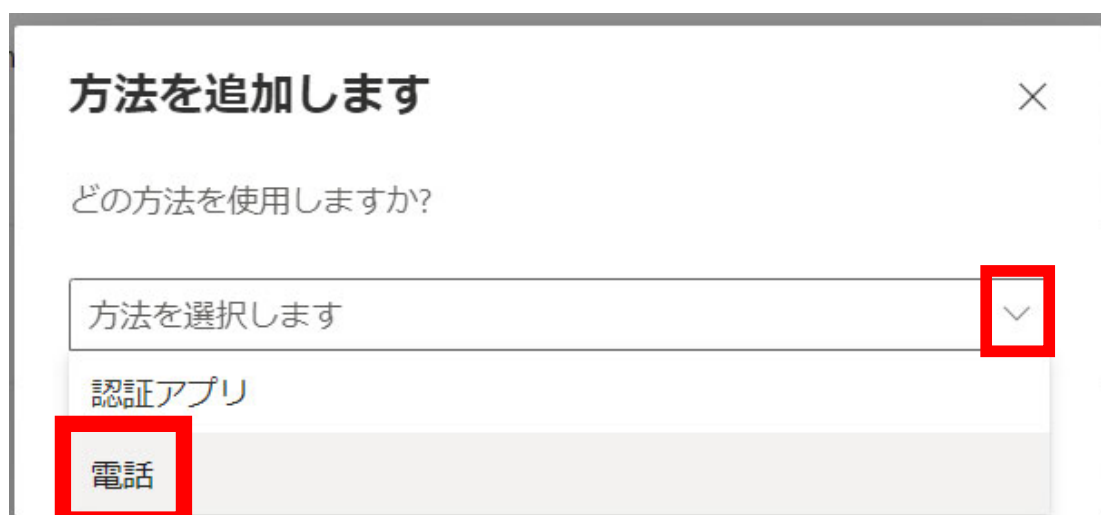 方法を追加します
どの方法を使用しますか?
方法を選択します
認証アプリ
電話